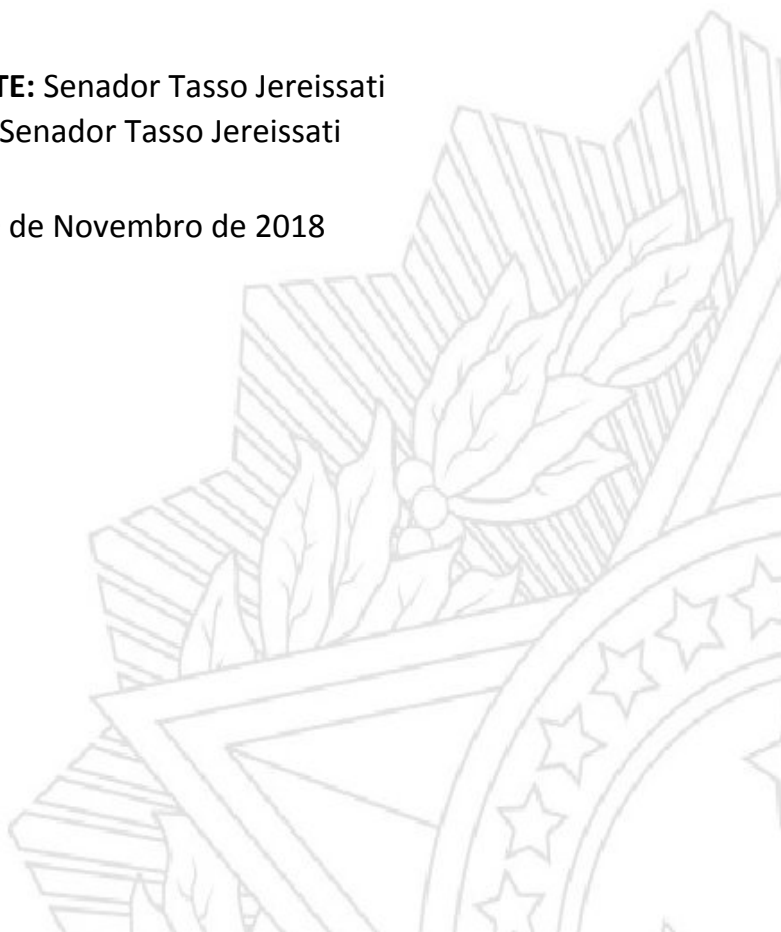 TE: Senador Tasso Jereissati
Senador Tasso Jereissati
de Novembro de 2018